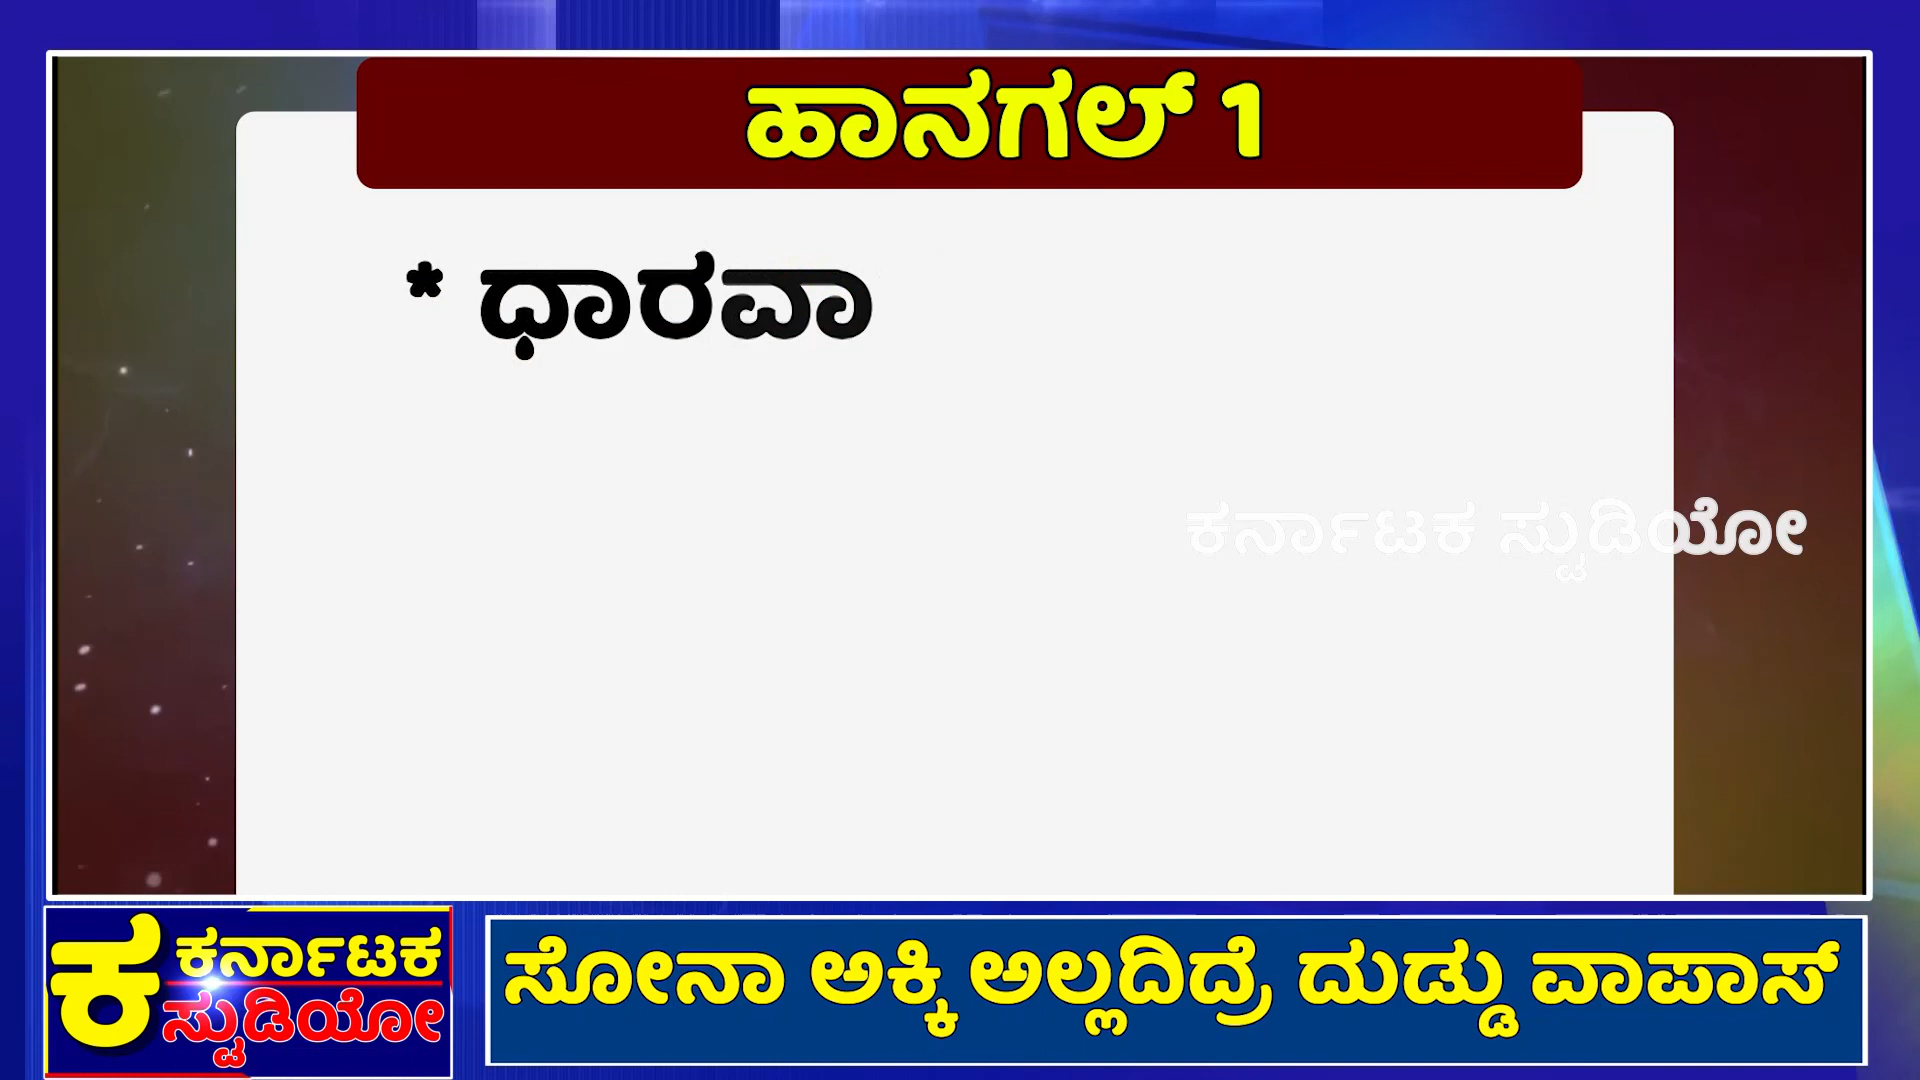 ಹಾನಗಲ್ 1
* ಧಾರವಾ
ಕರ್ನಾಟಕ ಸ್ಟುಡಿಯೋ
ಕ
ಕರ್ನಾಟಕ
ಸ್ಟುಡಿಯೋ
ಸೋನಾ ಅಕ್ಕಿ ಅಲ್ಲದಿದ್ರೆ ದುಡ್ಡು ವಾಪಾಸ್